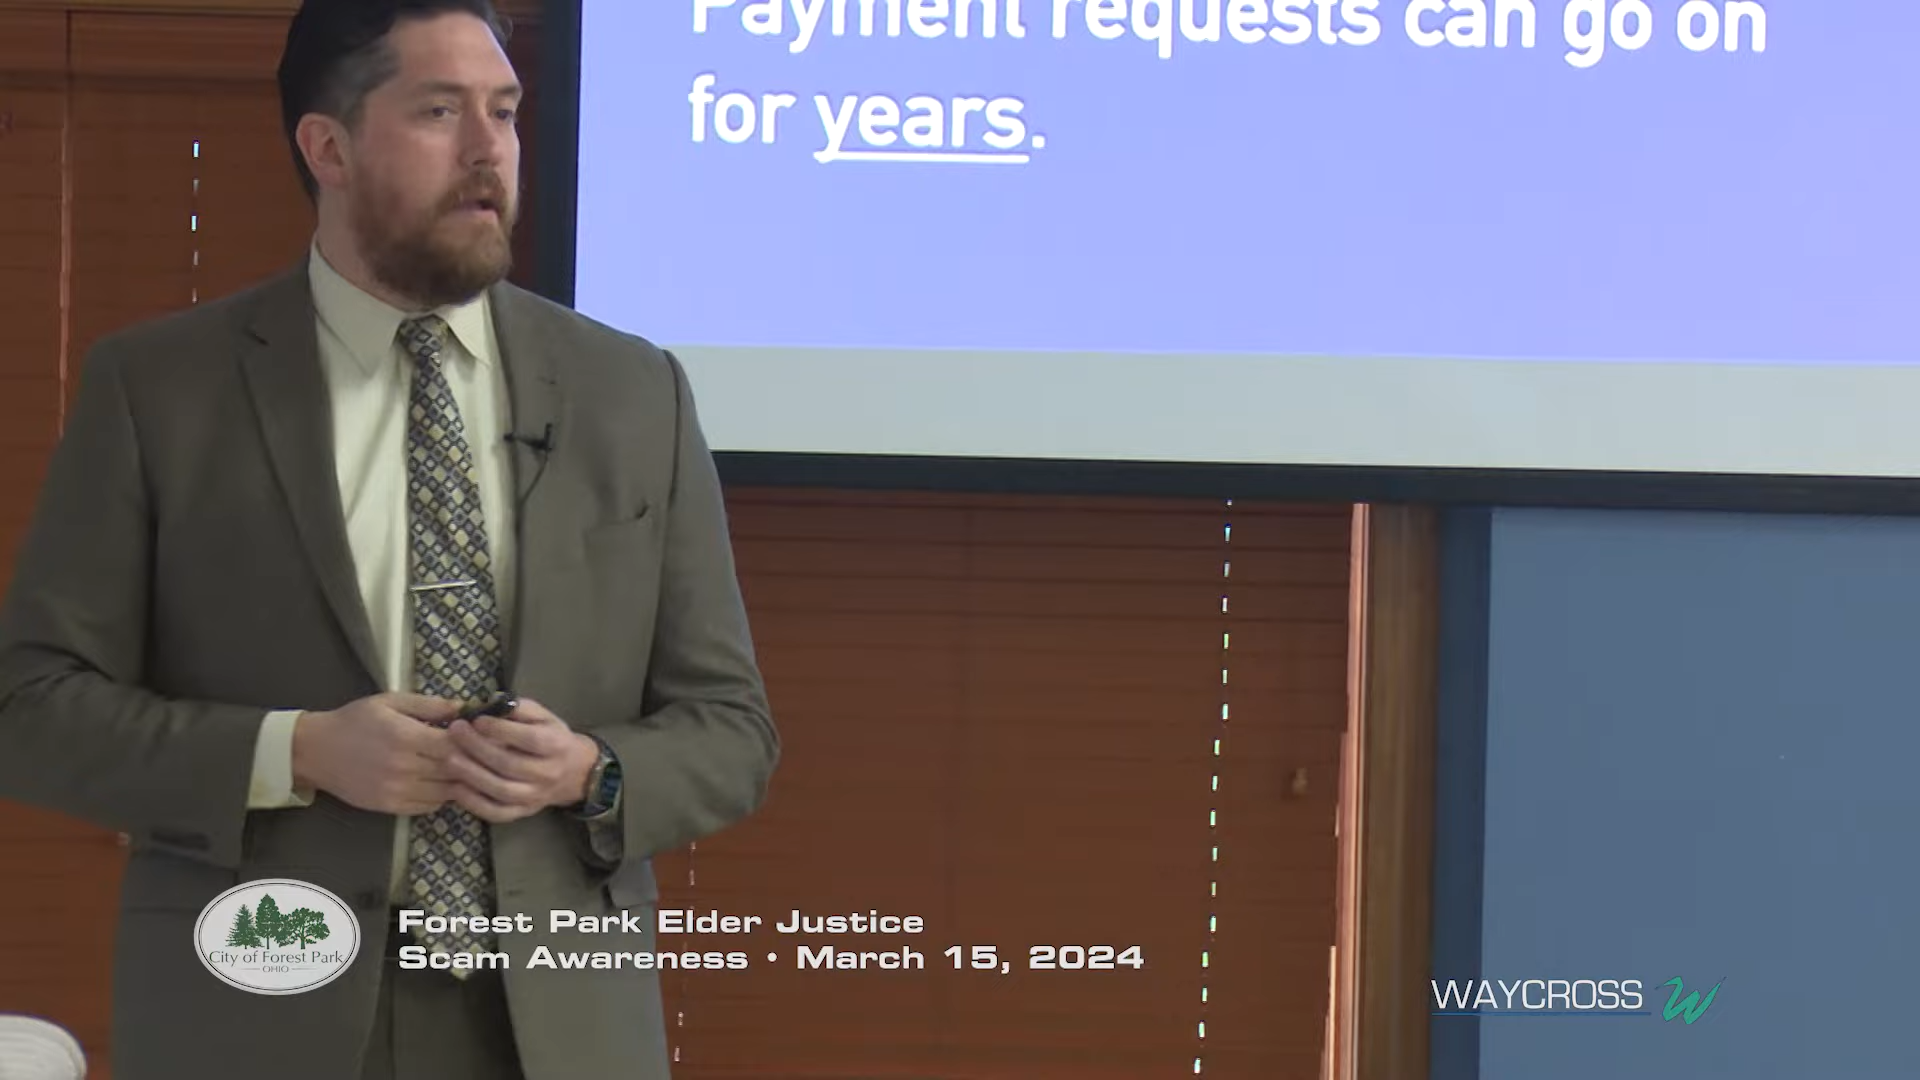 Payment requests can go on
for years.
City of Forest Park
OHIO
Forest Park Elder Justice
Scam Awareness • March 15, 2024
WAYCROSS W